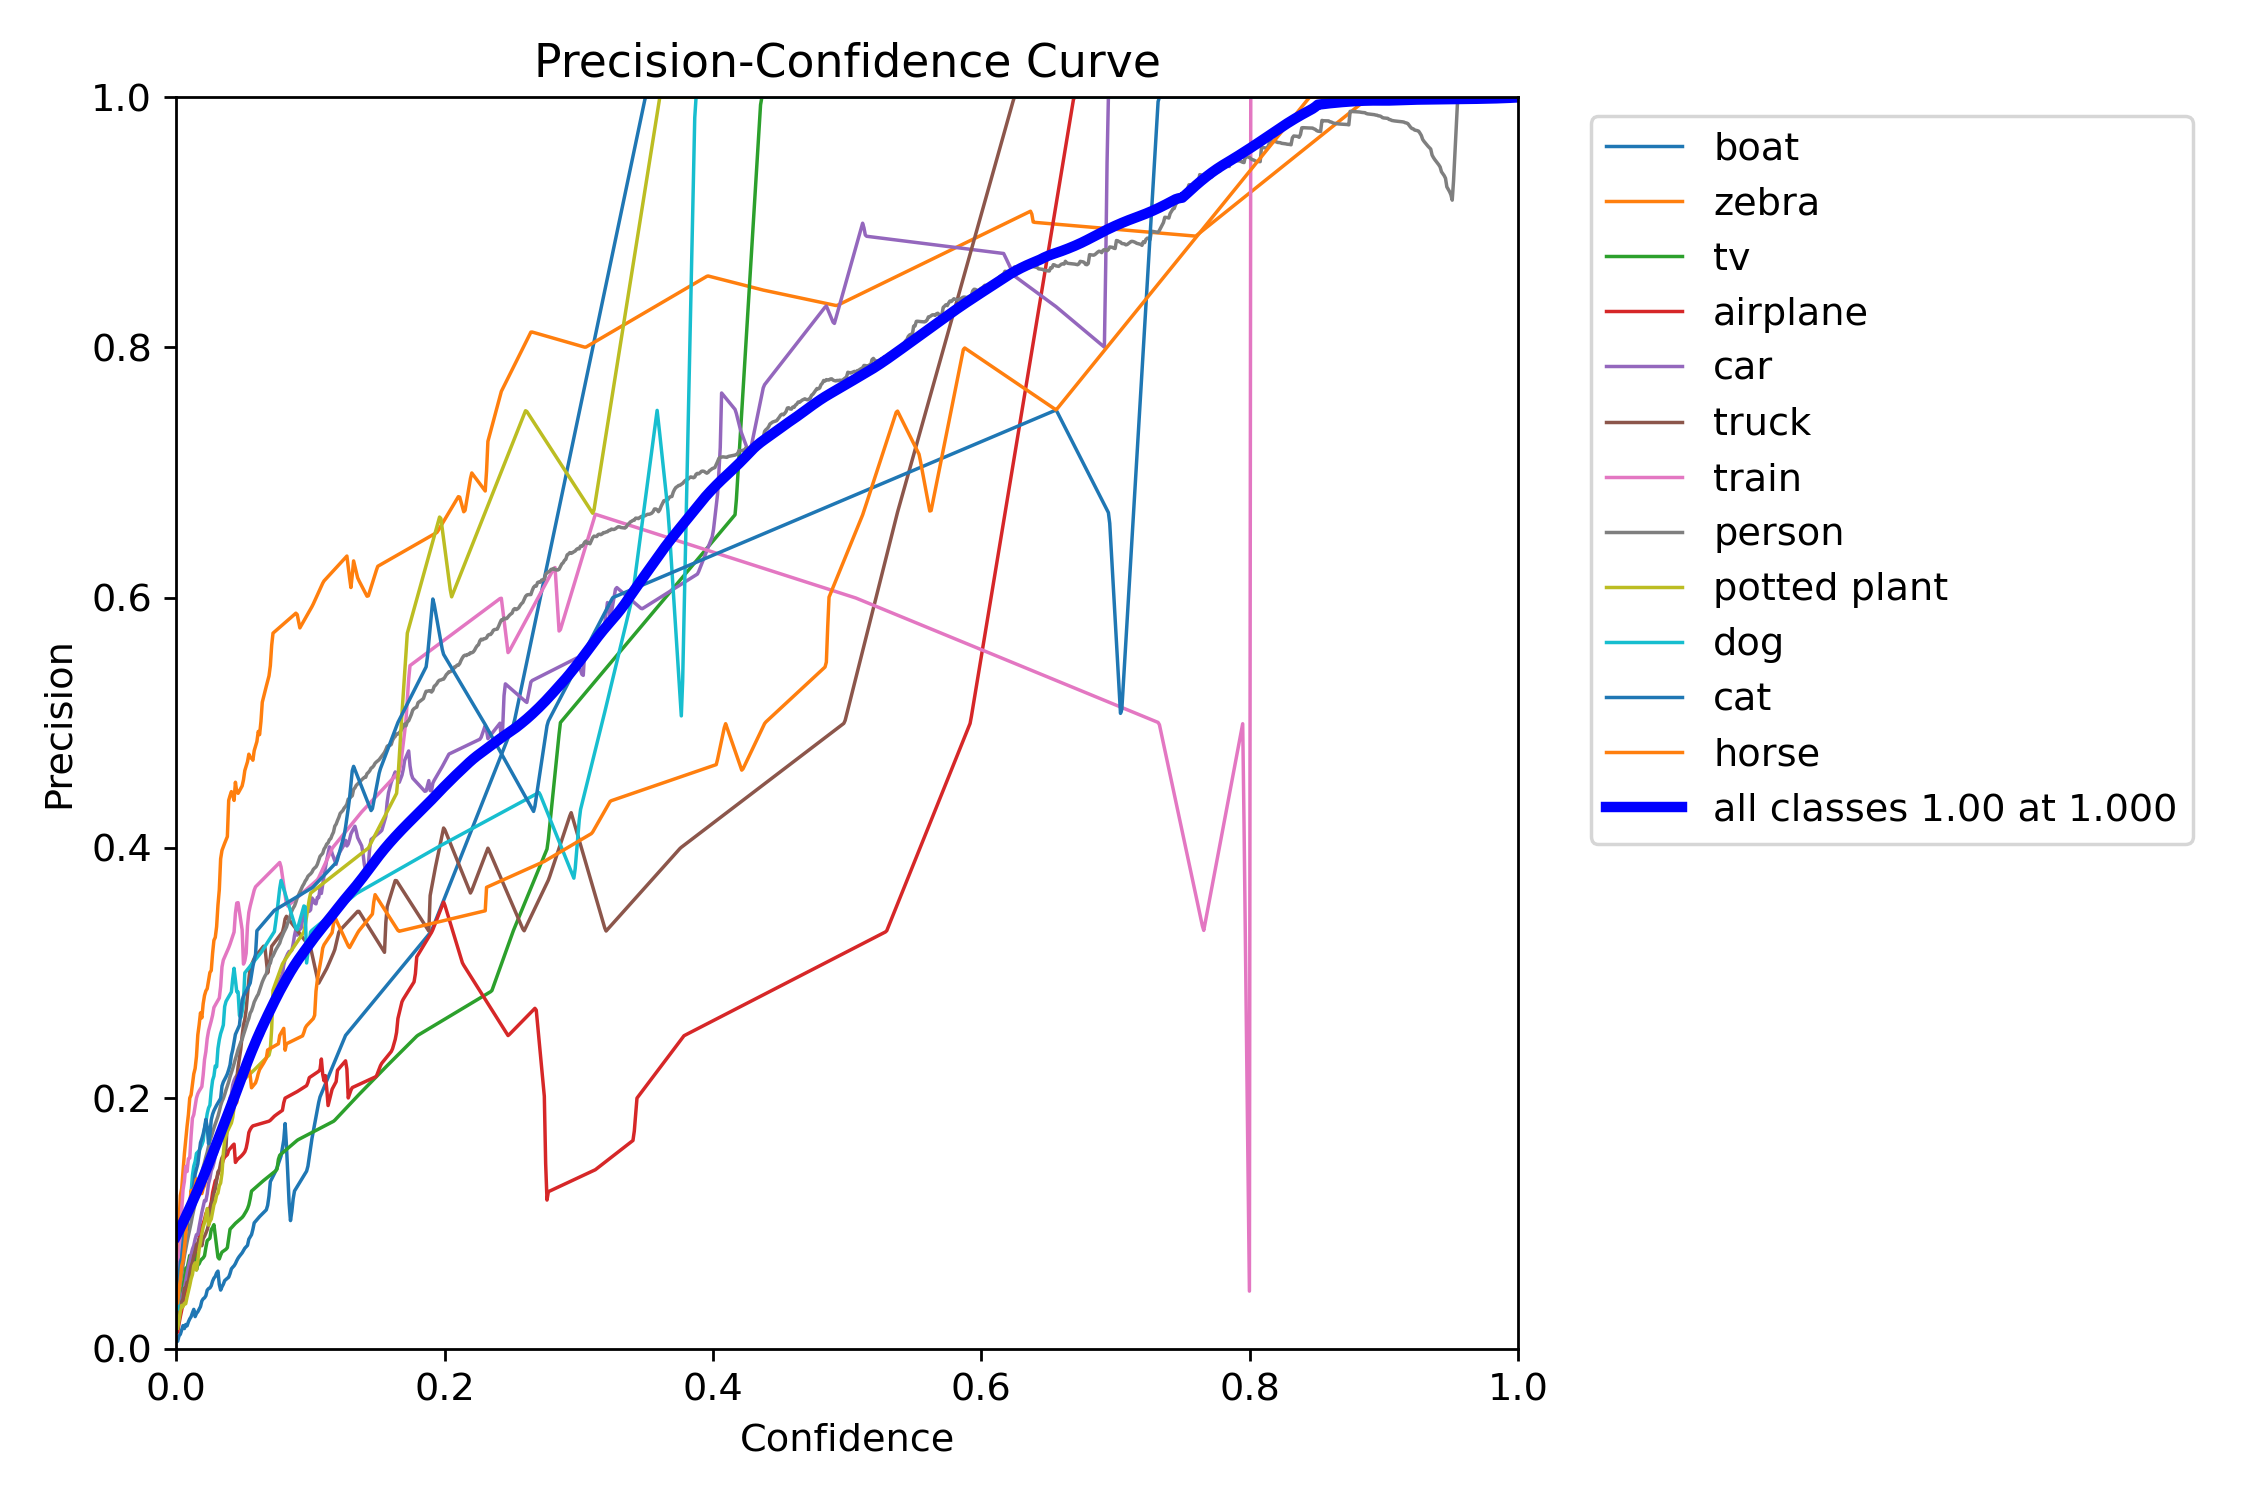 Precision-Confidence Curve
1.0
0.8
0.6
0.4
0.2
0.0
Precision
0.0 0.2 0.4 0.6 0.8 1.0
Confidence
boat
zebra
tv
airplane
car
truck
train
person
potted plant
dog
cat
horse
all classes 1.00 at 1.000